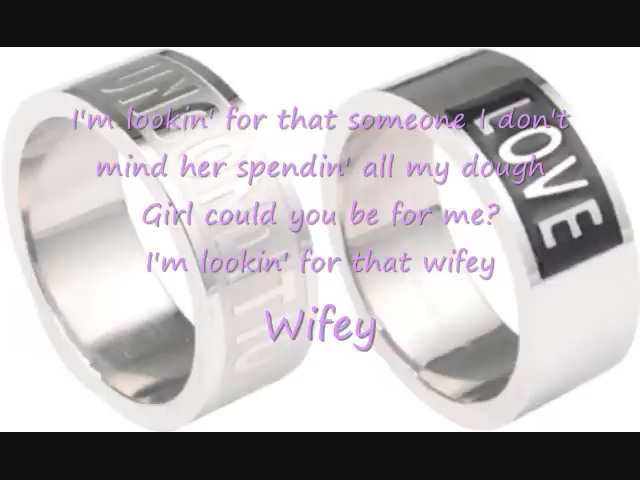 I'm lookin' for that someone I don't
mind her spendin' all my dough
Girl could you be for me?
I'm lookin' for that wifey
Wifey
LOVE